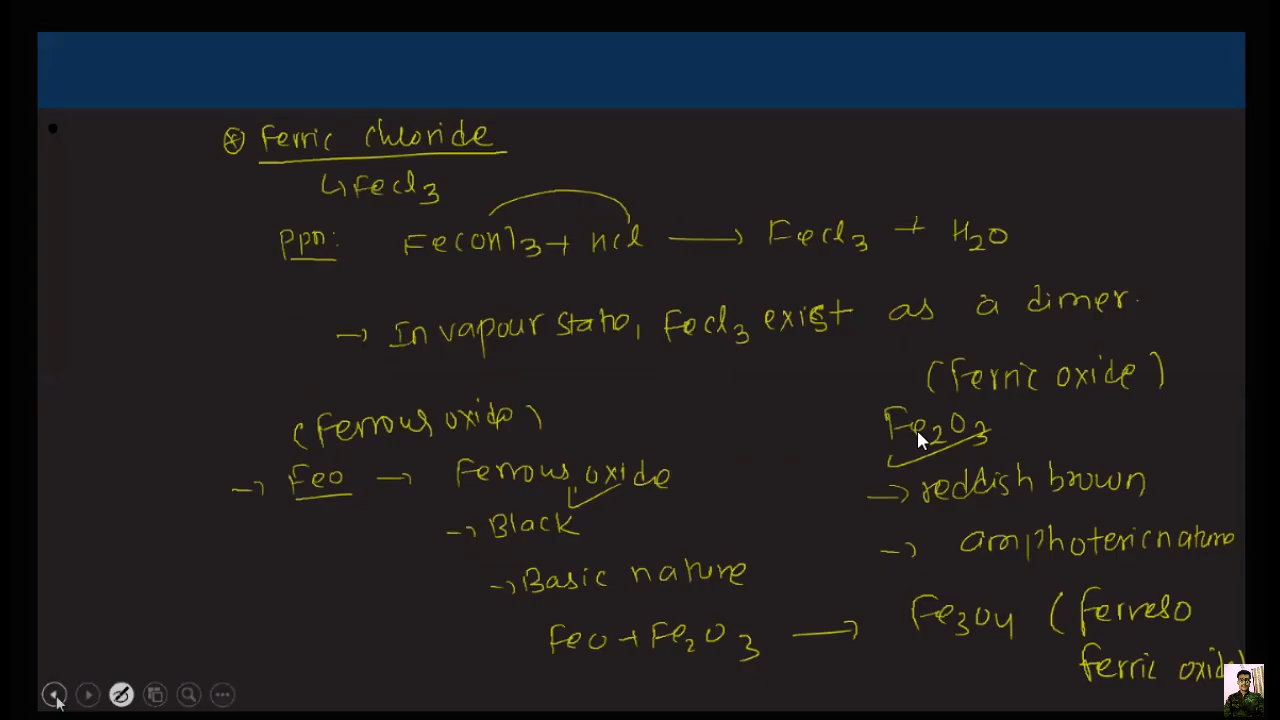 Ferric chloride
↳ FeCl3
Ppn: Fe(OH)3 + HCl → FeCl3 + H2O
→ In vapour state, FeCl3 exist as a dimer.
(Ferric oxide)
(Ferrous oxide)
Fe2O3
→ FeO → Ferrous oxide
→ reddish brown
→ Black
→ amphoteric nature
→ Basic nature
FeO + Fe2O3 → Fe3O4 (ferreso
ferric oxide)